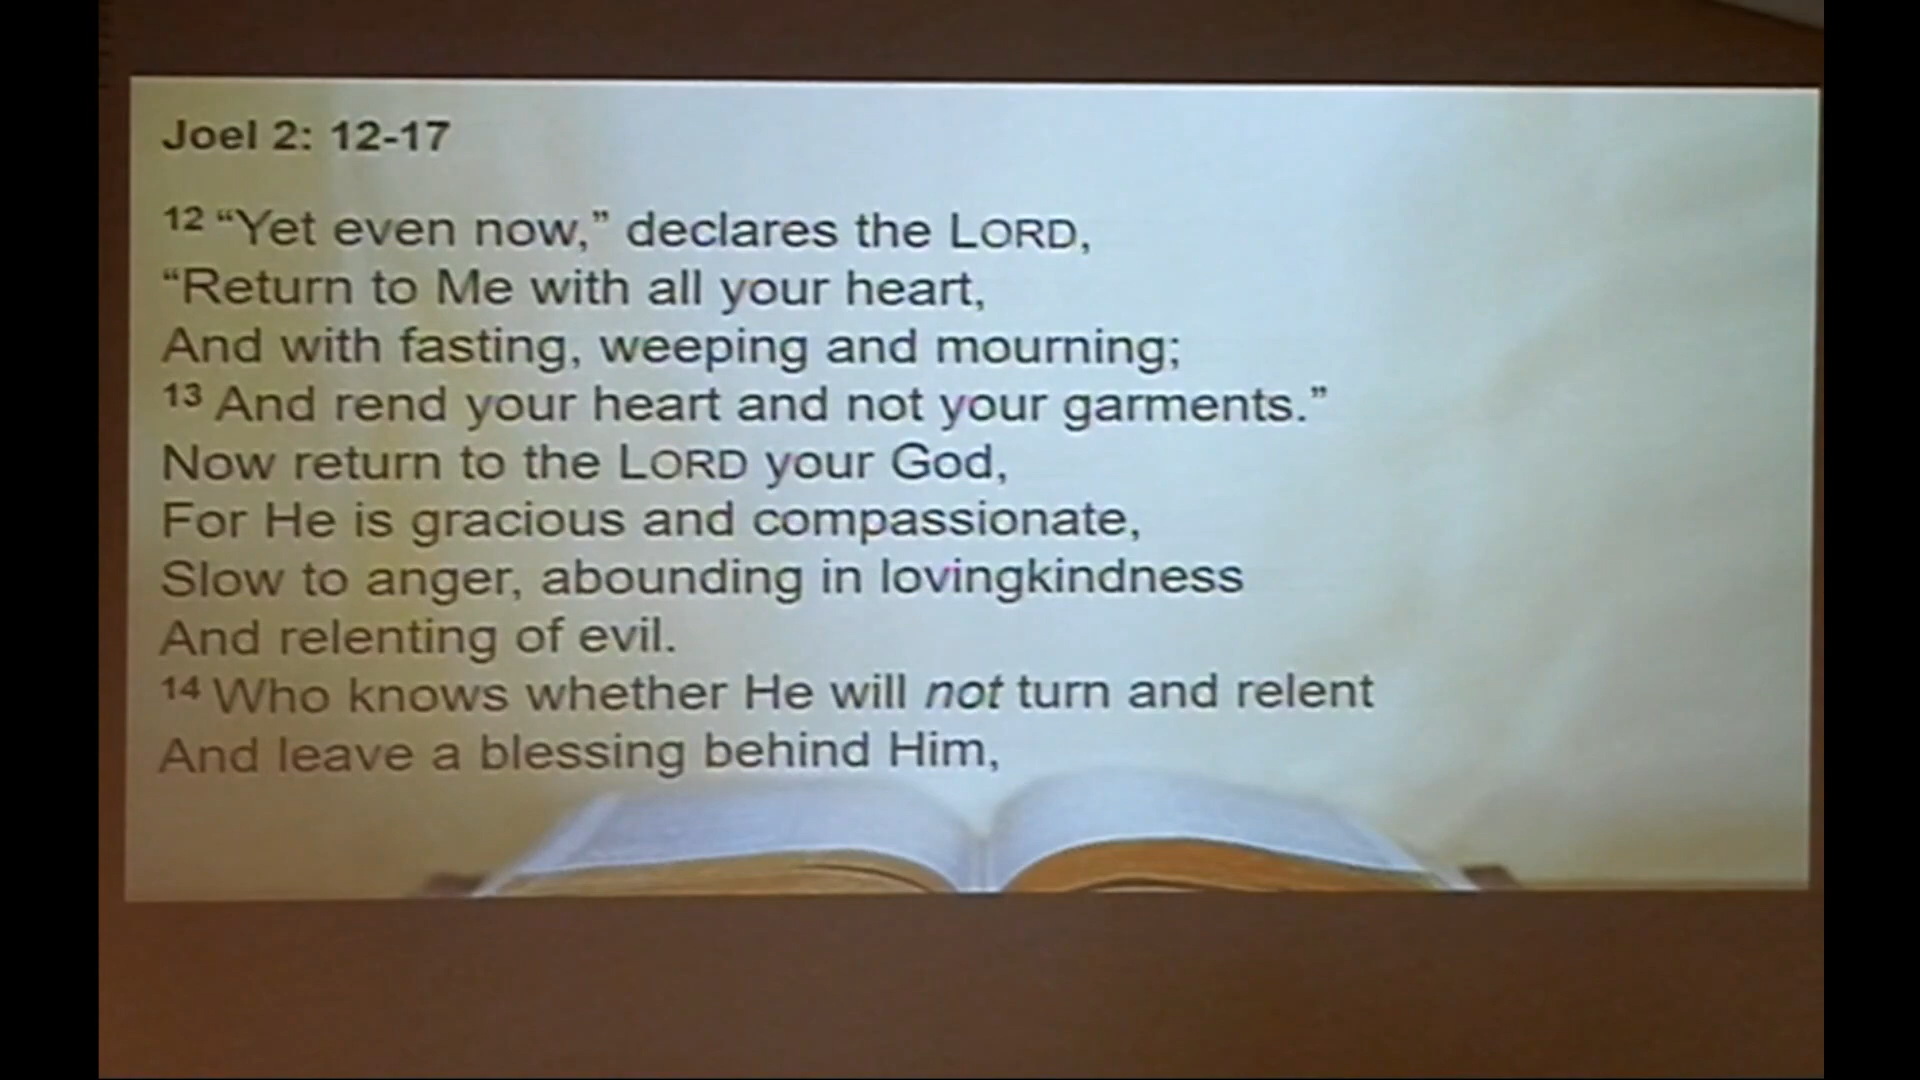 Joel 2: 12-17
12 “Yet even now,” declares the LORD,
“Return to Me with all your heart,
And with fasting, weeping and mourning;
13 And rend your heart and not your garments.”
Now return to the LORD your God,
For He is gracious and compassionate,
Slow to anger, abounding in lovingkindness
And relenting of evil.
14 Who knows whether He will not turn and relent
And leave a blessing behind Him,